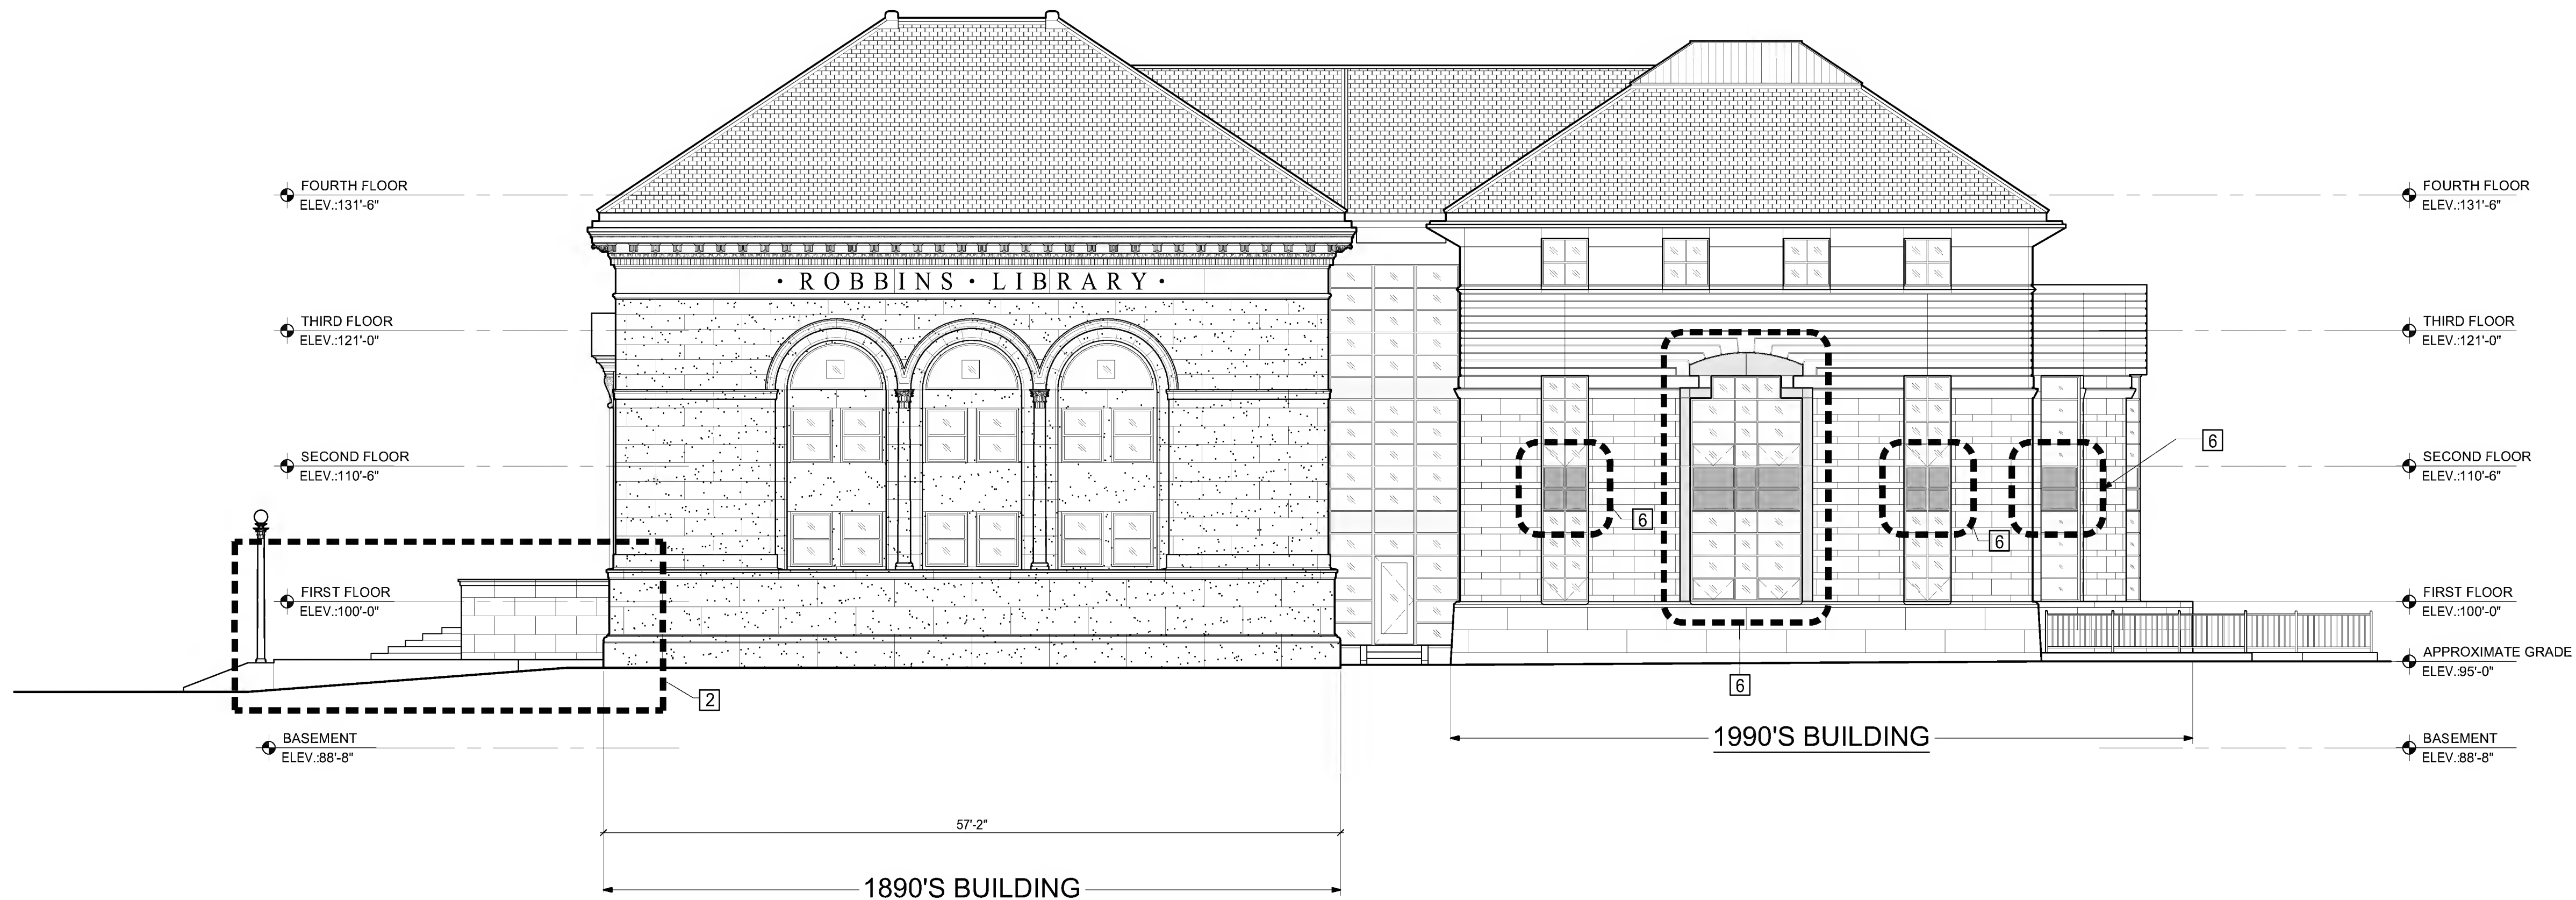 FOURTH FLOOR
ELEV.:131'-6"
FOURTH FLOOR
ELEV.:131'-6"
· ROBBINS · LIBRARY ·
THIRD FLOOR
ELEV.:121'-0"
THIRD FLOOR
ELEV.:121'-0"
6
SECOND FLOOR
ELEV.:110'-6"
SECOND FLOOR
ELEV.:110'-6"
6
6
FIRST FLOOR
ELEV.:100'-0"
FIRST FLOOR
ELEV.:100'-0"
APPROXIMATE GRADE
ELEV.:95'-0"
6
2
BASEMENT
ELEV.:88'-8"
1990'S BUILDING
BASEMENT
ELEV.:88'-8"
57'-2"
1890'S BUILDING